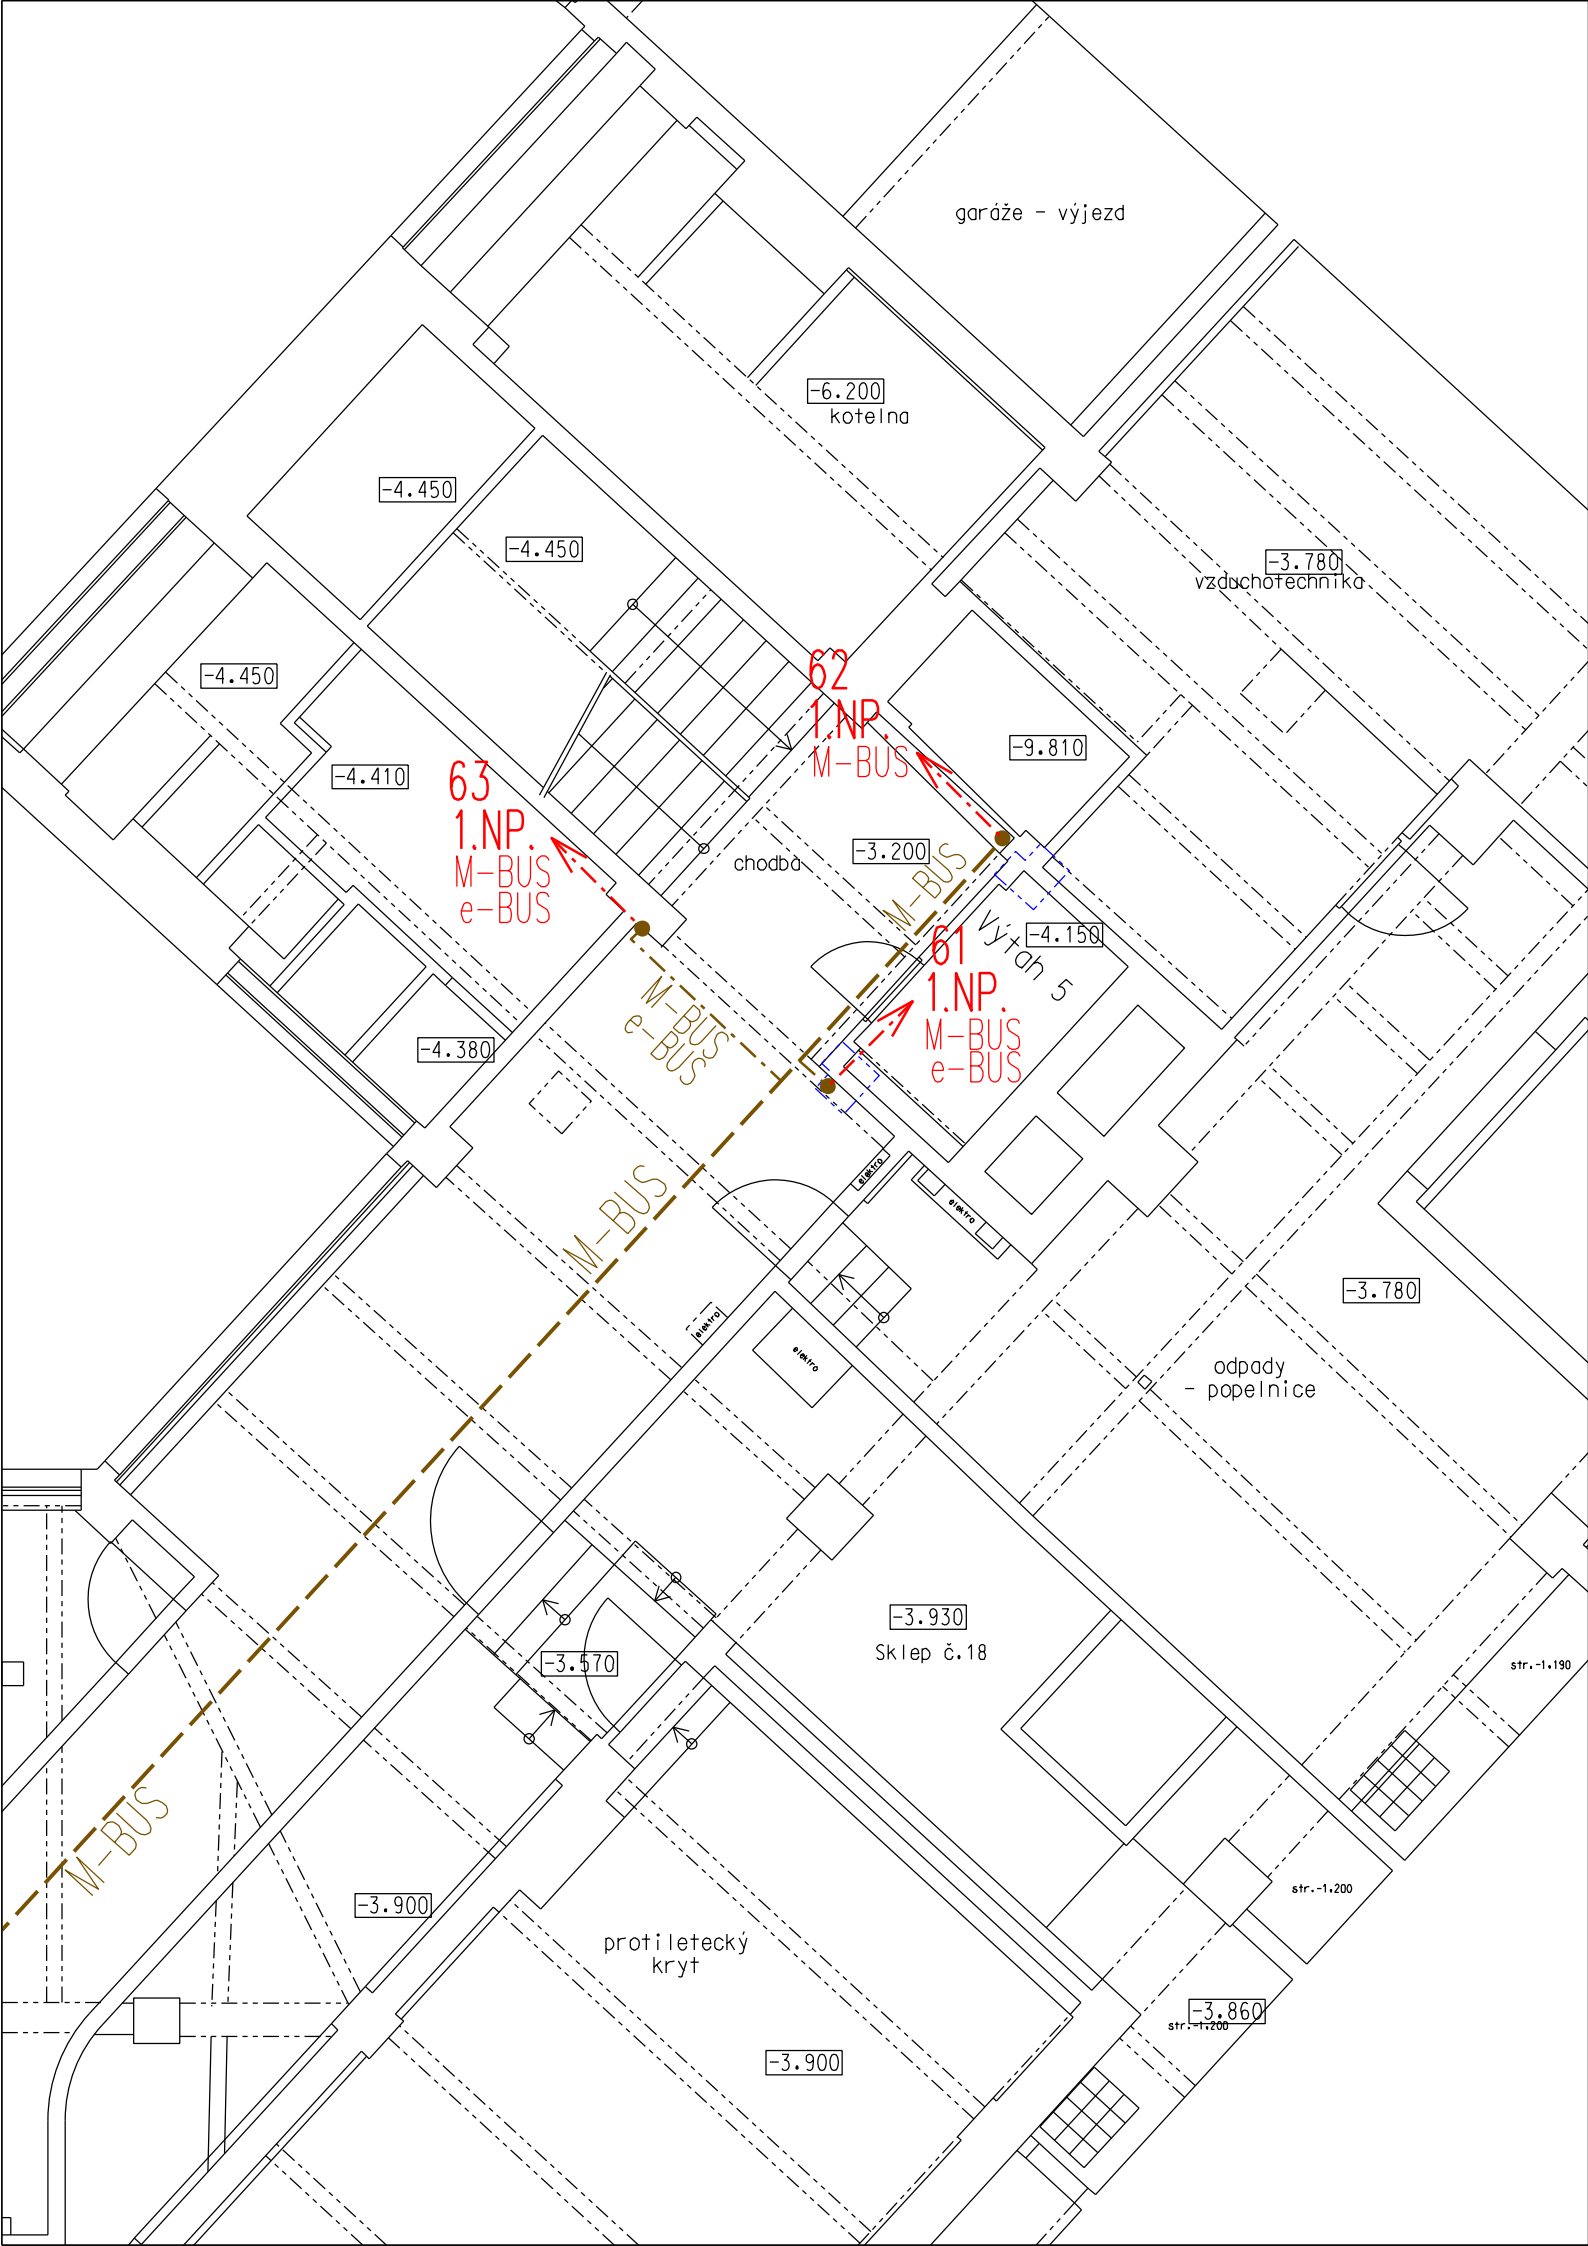 garáže - výjezd
-6.200
kotelna
-4.450
-4.450
-3.780
vzduchotechnika
-4.450
62
1.NP.
M-BUS
-9.810
-4.410
63
1.NP.
M-BUS
e-BUS
chodba
-3.200
M-BUS
výtah 5
-4.150
61
1.NP.
M-BUS
e-BUS
M-BUS
e-BUS
-4.380
M-BUS
elektro
elektro
elektro
elektro
-3.780
odpady
- popelnice
-3.930
Sklep č.18
-3.570
str.-1.190
M-BUS
-3.900
str.-1.200
protiletecký
kryt
-3.860
str.-1.200
-3.900